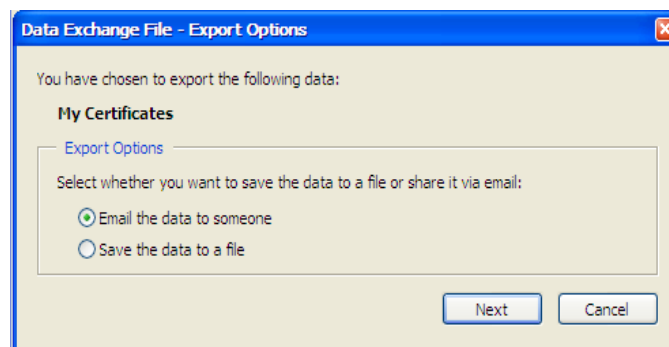 Data Exchange File - Export Options
You have chosen to export the following data:
My Certificates
Export Options
Select whether you want to save the data to a file or share it via email:
Email the data to someone
Save the data to a file
Next Cancel